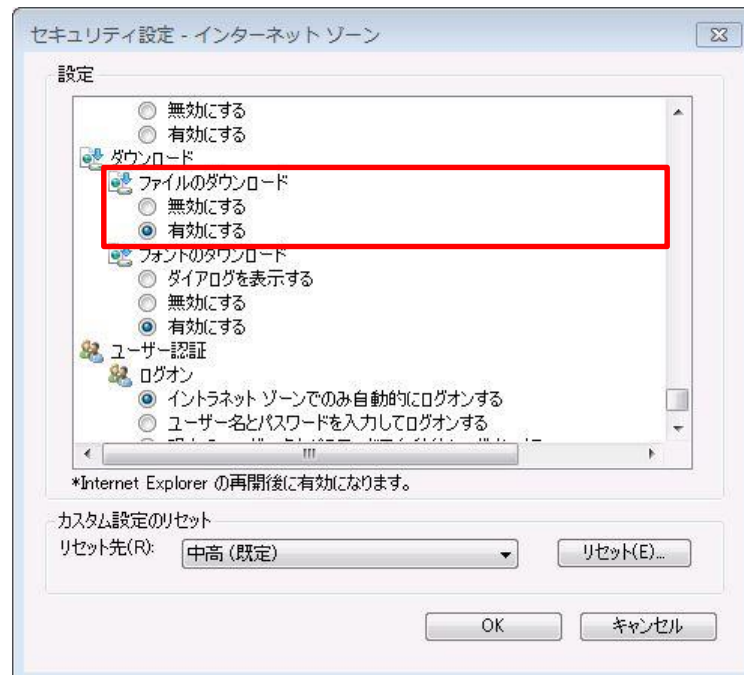 セキュリティ設定 - インターネット ゾーン
設定
無効にする
有効にする
ダウンロード
ファイルのダウンロード
無効にする
有効にする
フォントのダウンロード
ダイアログを表示する
無効にする
有効にする
ユーザー認証
ログオン
イントラネット ゾーンでのみ自動的にログオンする
ユーザー名とパスワードを入力してログオンする
*Internet Explorer の再開後に有効になります。
カスタム設定のリセット
リセット先(R): 中高 (既定) リセット(E)...
OK キャンセル